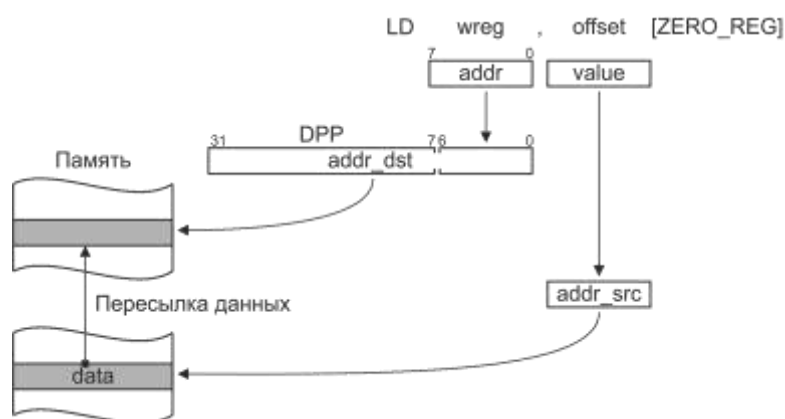 LD wreg , offset [ZERO_REG]
7 0
addr value
31 DPP 7 6 0
addr_dst
Память
addr_src
Пересылка данных
data